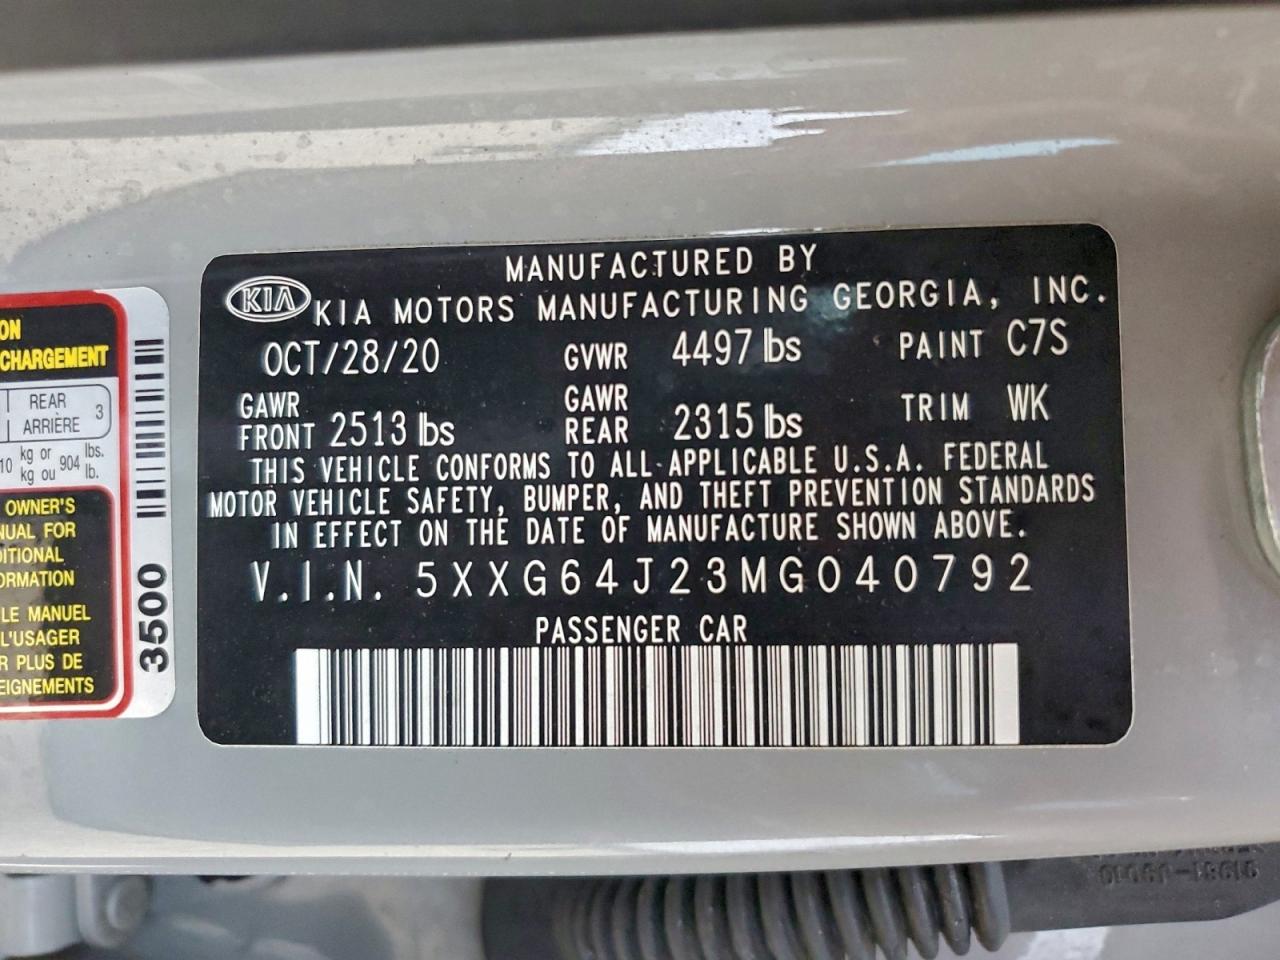 MANUFACTURED BY
KIA KIA MOTORS MANUFACTURING GEORGIA, INC.
OCT/28/20 GVWR 4497 lbs PAINT C7S
GAWR FRONT 2513 lbs GAWR REAR 2315 lbs TRIM WK
THIS VEHICLE CONFORMS TO ALL APPLICABLE U.S.A. FEDERAL
MOTOR VEHICLE SAFETY, BUMPER, AND THEFT PREVENTION STANDARDS
IN EFFECT ON THE DATE OF MANUFACTURE SHOWN ABOVE.
V.I.N. 5XXG64J23MG040792
PASSENGER CAR
ON
CHARGEMENT
REAR
ARRIÈRE 3
10 kg or 904 lbs.
kg ou lb.
OWNER'S
NUAL FOR
DITIONAL
ORMATION
LE MANUEL
L'USAGER
R PLUS DE
EIGNEMENTS
3500